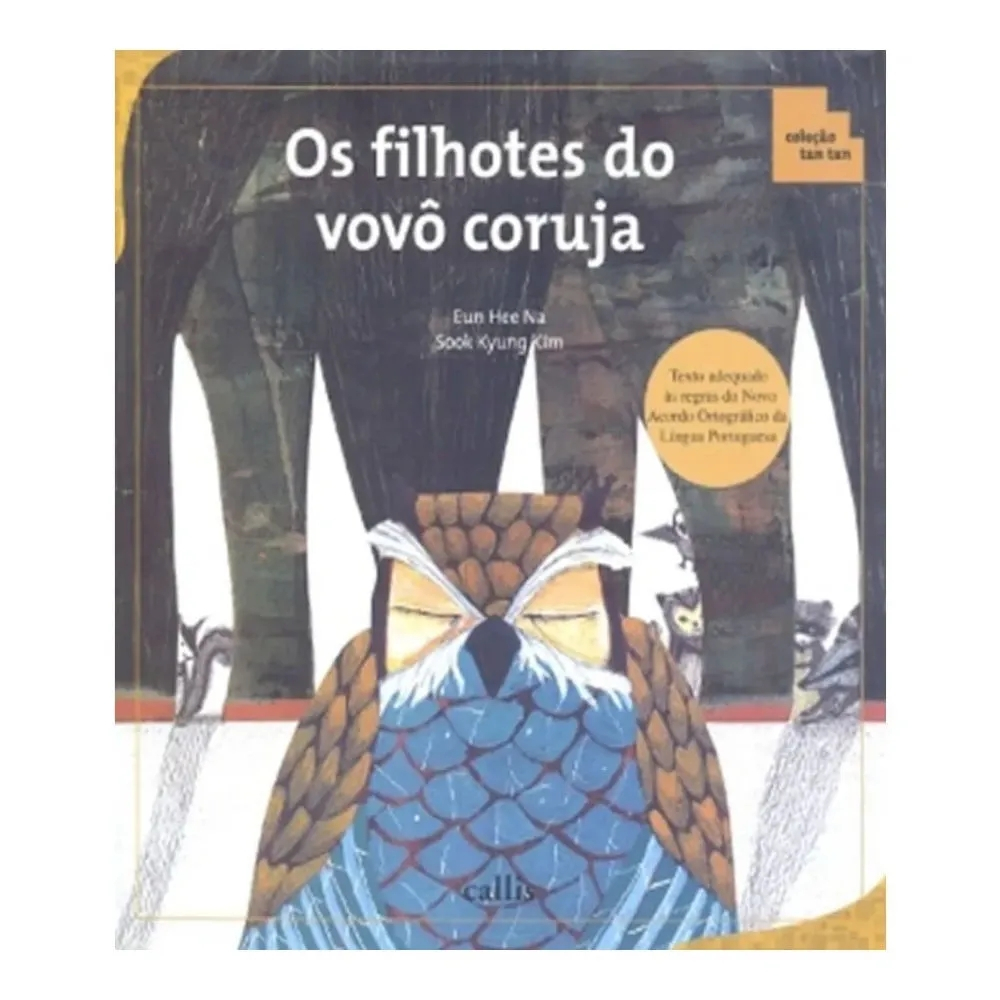 Os filhotes do
vovô coruja
coleção
tan tan
Eun Hee Na
Sook Kyung Kim
Texto adequado
às regras do Novo
Acordo Ortográfico da
Língua Portuguesa
callis